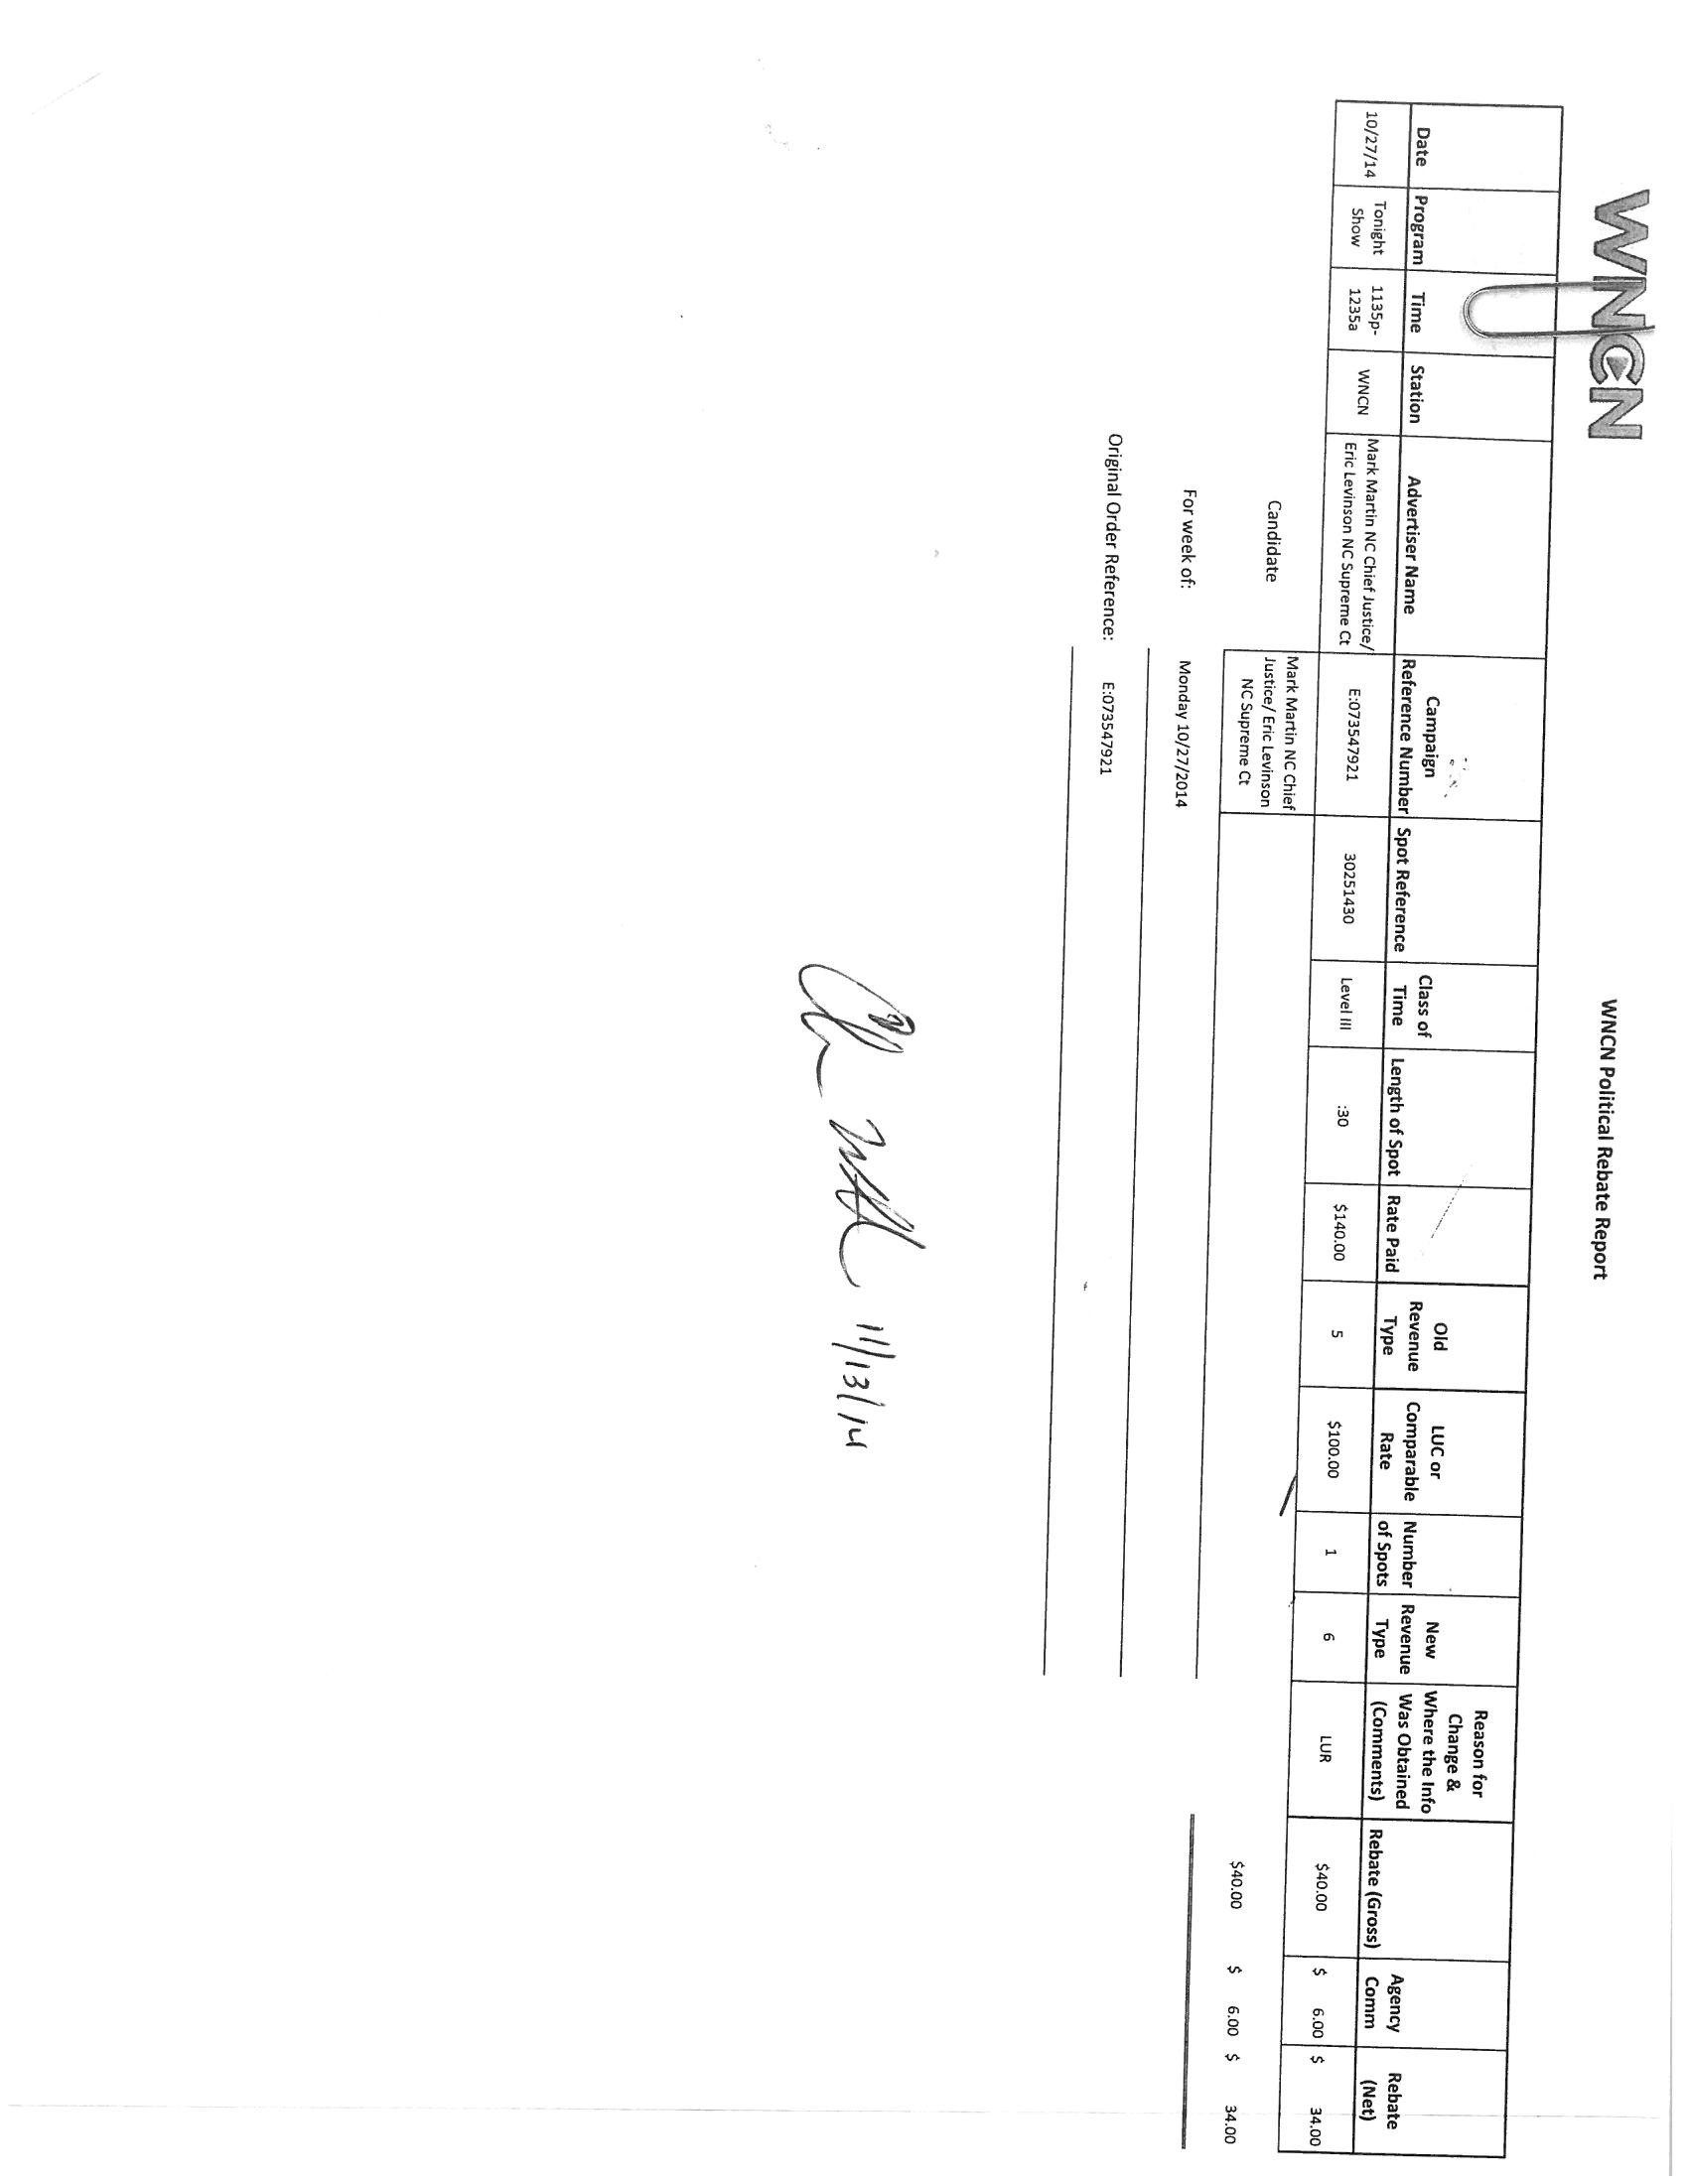 WNCN
WNCN Political Rebate Report
Date Program Time Station Advertiser Name Campaign Reference Number Spot Reference Class of Time Length of Spot Rate Paid Old Revenue Type LUC or Comparable Rate Number of Spots New Revenue Type Reason for Change & Where the Info Was Obtained (Comments) Rebate (Gross) Agency Comm Rebate (Net)
10/27/14 Tonight Show 1135p-1235a WNCN Mark Martin NC Chief Justice/ Eric Levinson NC Supreme Ct E:073547921 30251430 Level III :30 $140.00 5 $100.00 1 6 LUR $40.00 $ 6.00 $ 34.00
Candidate Mark Martin NC Chief Justice/ Eric Levinson NC Supreme Ct $40.00 $ 6.00 $ 34.00
For week of: Monday 10/27/2014
Original Order Reference: E:073547921
11/13/14